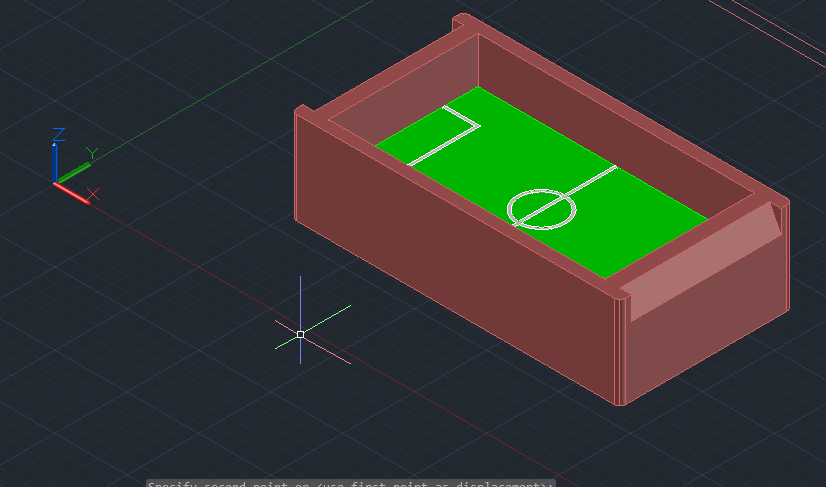 Z
Y
X
Specify second point or <use first point as displacement>: